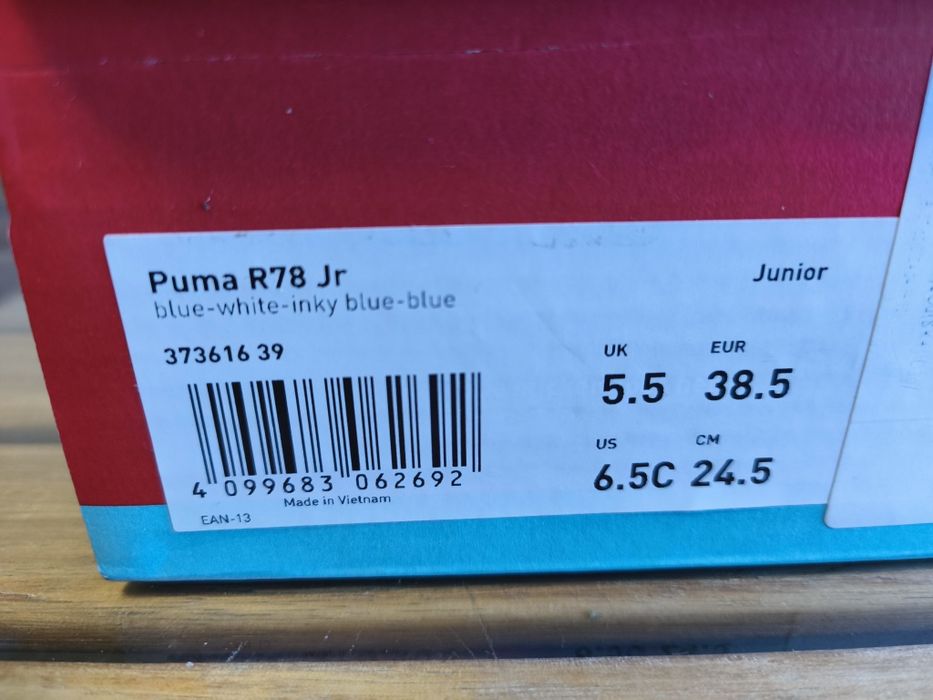 Puma R78 Jr
Junior
blue-white-inky blue-blue
373616 39
UK EUR
5.5 38.5
US CM
6.5C 24.5
4 099683 062692
Made in Vietnam
EAN-13